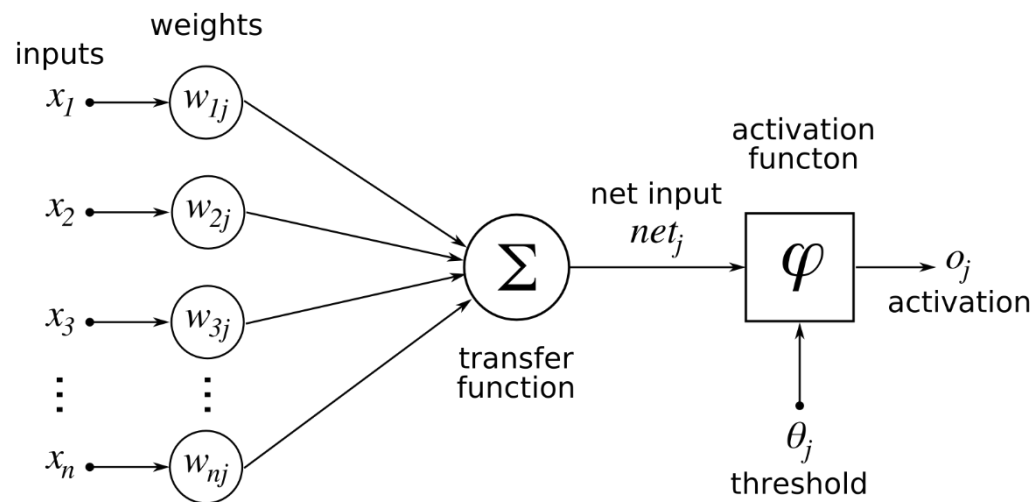 weights
inputs
x1
w1j
activation
functon
x2
w2j
net input
netj
Σ
φ
oj
activation
x3
w3j
transfer
function
⋮
⋮
θj
xn
wnj
threshold